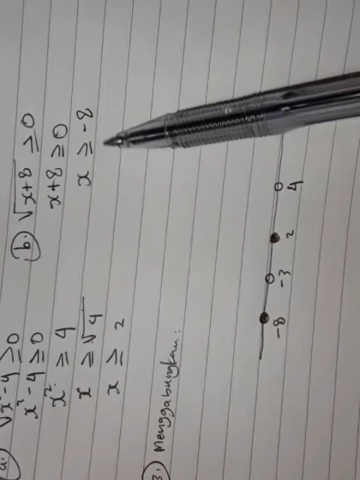 a. √x²-4 ≥ 0
x²-4 ≥ 0
x² ≥ 4
x ≥ √4
x ≥ 2
b. √x+8 ≥ 0
x+8 ≥ 0
x ≥ -8
3. Menggabungkan:
-8 -3 2 4